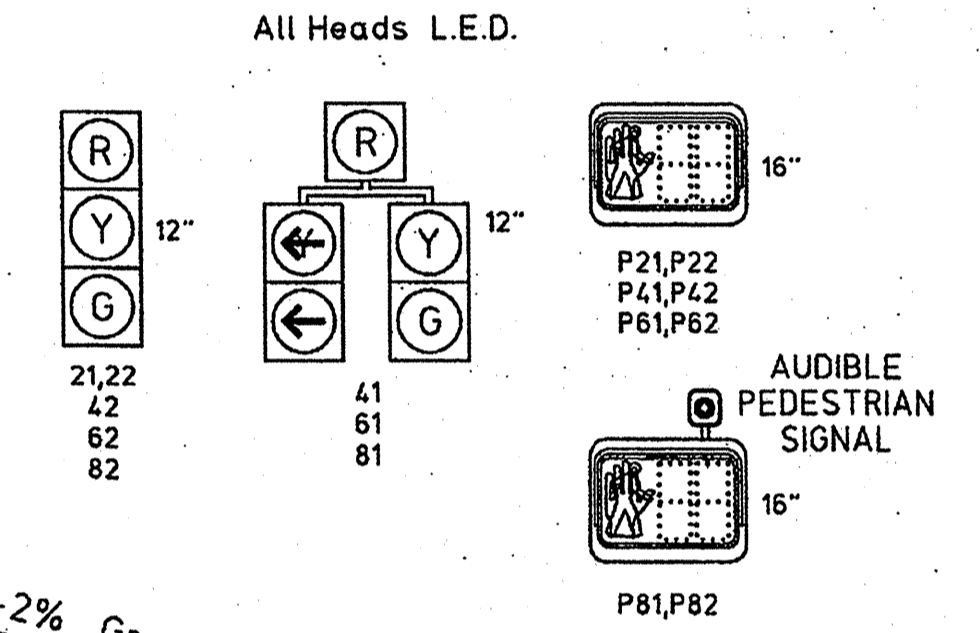 All Heads L.E.D.
R
Y
G
12"
21,22
42
62
82
R
Y
Y
G
12"
41
61
81
16"
P21,P22
P41,P42
P61,P62
AUDIBLE
PEDESTRIAN
SIGNAL
16"
P81,P82
-2%